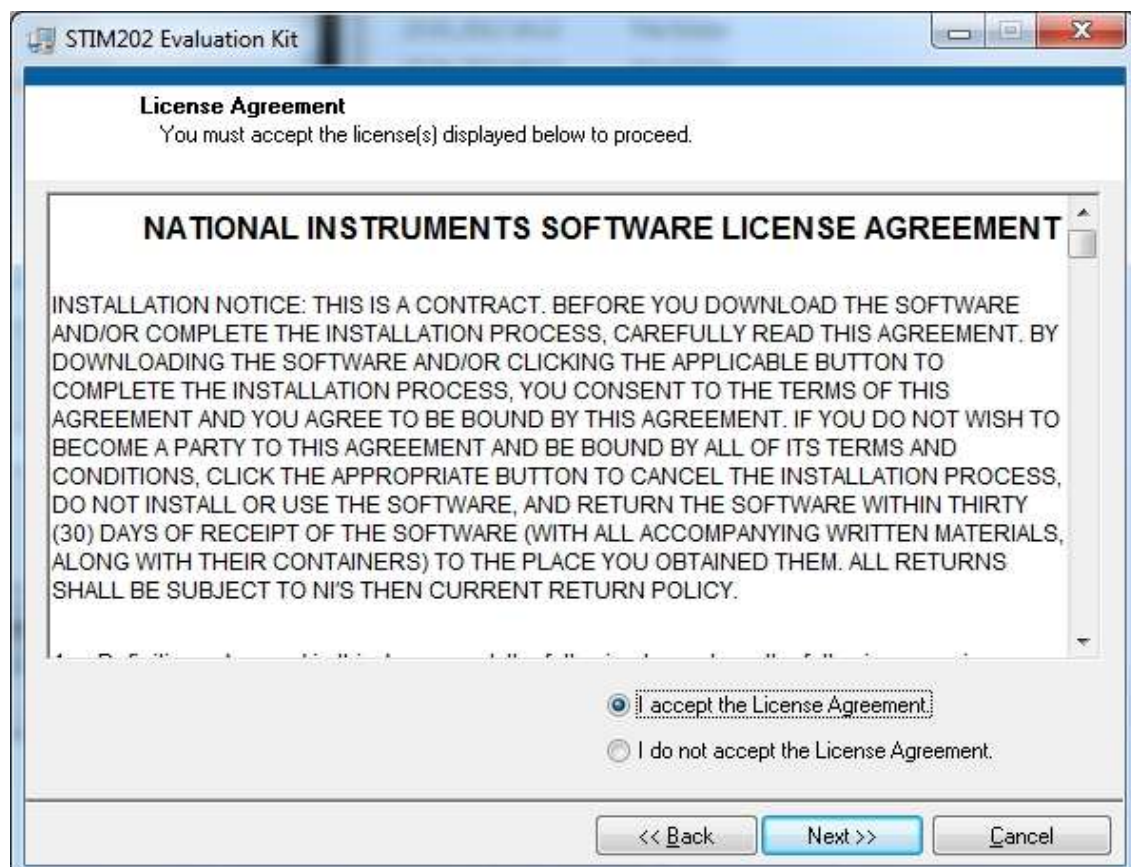 STIM202 Evaluation Kit
License Agreement
You must accept the license(s) displayed below to proceed.
NATIONAL INSTRUMENTS SOFTWARE LICENSE AGREEMENT
INSTALLATION NOTICE: THIS IS A CONTRACT. BEFORE YOU DOWNLOAD THE SOFTWARE
AND/OR COMPLETE THE INSTALLATION PROCESS, CAREFULLY READ THIS AGREEMENT. BY
DOWNLOADING THE SOFTWARE AND/OR CLICKING THE APPLICABLE BUTTON TO
COMPLETE THE INSTALLATION PROCESS, YOU CONSENT TO THE TERMS OF THIS
AGREEMENT AND YOU AGREE TO BE BOUND BY THIS AGREEMENT. IF YOU DO NOT WISH TO
BECOME A PARTY TO THIS AGREEMENT AND BE BOUND BY ALL OF ITS TERMS AND
CONDITIONS, CLICK THE APPROPRIATE BUTTON TO CANCEL THE INSTALLATION PROCESS,
DO NOT INSTALL OR USE THE SOFTWARE, AND RETURN THE SOFTWARE WITHIN THIRTY
(30) DAYS OF RECEIPT OF THE SOFTWARE (WITH ALL ACCOMPANYING WRITTEN MATERIALS,
ALONG WITH THEIR CONTAINERS) TO THE PLACE YOU OBTAINED THEM. ALL RETURNS
SHALL BE SUBJECT TO NI'S THEN CURRENT RETURN POLICY.
I accept the License Agreement.
I do not accept the License Agreement.
<< Back
Next >>
Cancel